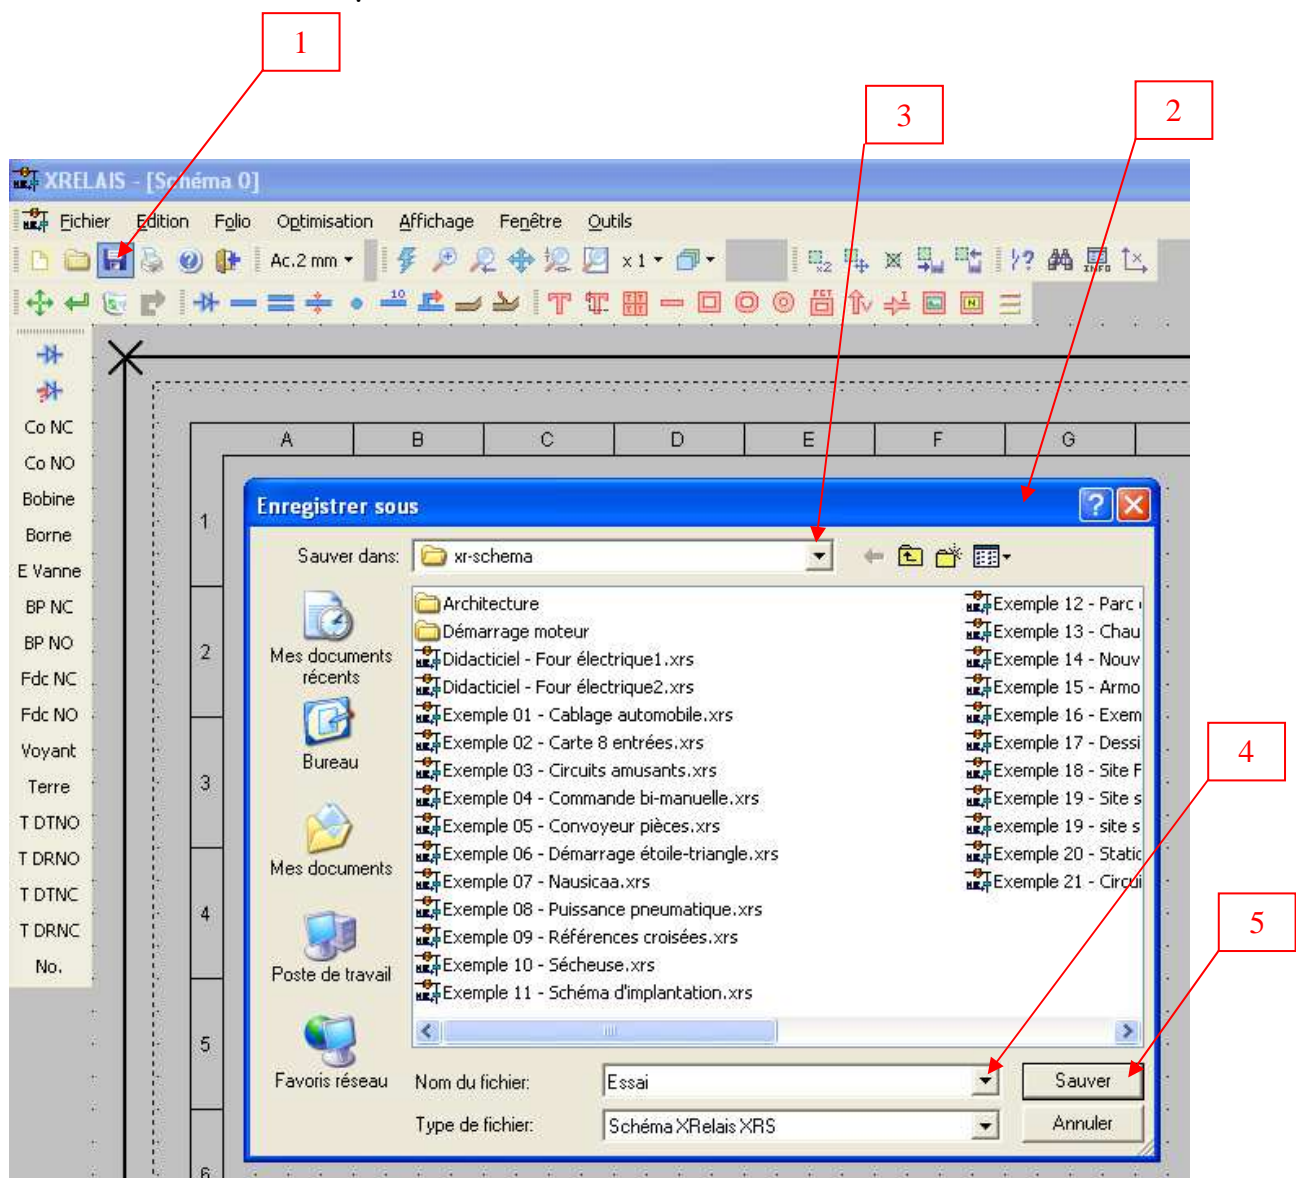 1
3
2
XRELAIS - [Schéma 0]
Fichier Edition Folio Optimisation Affichage Fenêtre Outils
Ac.2 mm x 1
Co NC
Co NO
Bobine
Borne
E Vanne
BP NC
BP NO
Fdc NC
Fdc NO
Voyant
Terre
T DTNO
T DRNO
T DTNC
T DRNC
No.
A B C D E F G
1
2
3
4
5
6
Enregistrer sous
Sauver dans: xr-schema
Mes documents récents
Bureau
Mes documents
Poste de travail
Favoris réseau
Architecture
Démarrage moteur
Didacticiel - Four électrique1.xrs
Didacticiel - Four électrique2.xrs
Exemple 01 - Cablage automobile.xrs
Exemple 02 - Carte 8 entrées.xrs
Exemple 03 - Circuits amusants.xrs
Exemple 04 - Commande bi-manuelle.xrs
Exemple 05 - Convoyeur pièces.xrs
Exemple 06 - Démarrage étoile-triangle.xrs
Exemple 07 - Nausicaa.xrs
Exemple 08 - Puissance pneumatique.xrs
Exemple 09 - Références croisées.xrs
Exemple 10 - Sécheuse.xrs
Exemple 11 - Schéma d'implantation.xrs
Exemple 12 - Parc
Exemple 13 - Chau
Exemple 14 - Nouv
Exemple 15 - Armo
Exemple 16 - Exem
Exemple 17 - Dessi
Exemple 18 - Site F
Exemple 19 - Site s
exemple 19 - site s
Exemple 20 - Static
Exemple 21 - Circui
4
5
Nom du fichier: Essai
Sauver
Type de fichier: Schéma XRelais XRS
Annuler